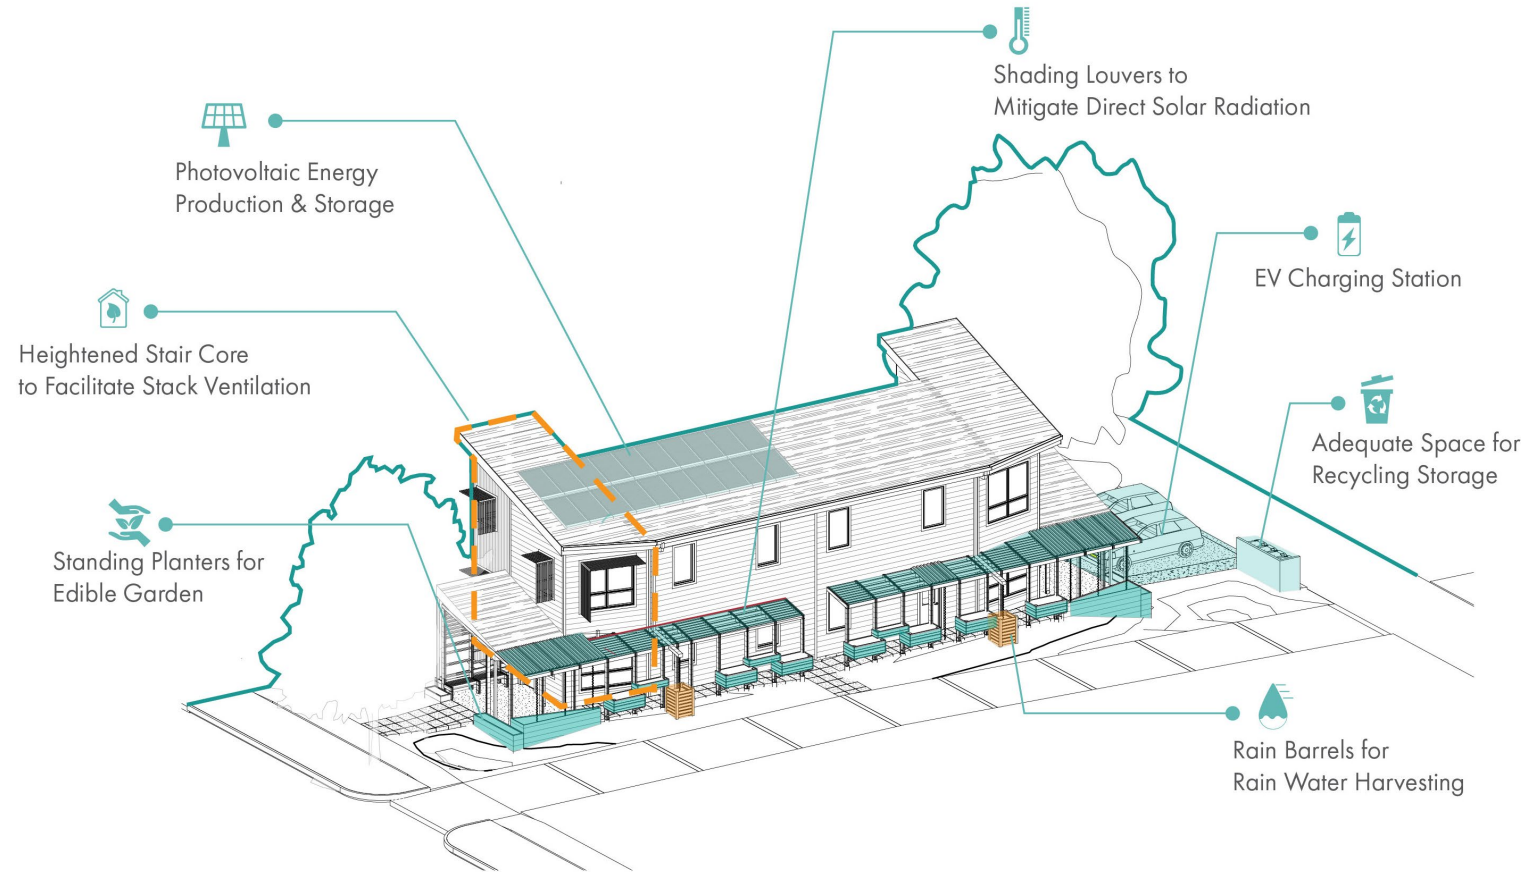 Shading Louvers to
Mitigate Direct Solar Radiation
Photovoltaic Energy
Production & Storage
EV Charging Station
Heightened Stair Core
to Facilitate Stack Ventilation
Adequate Space for
Recycling Storage
Standing Planters for
Edible Garden
Rain Barrels for
Rain Water Harvesting